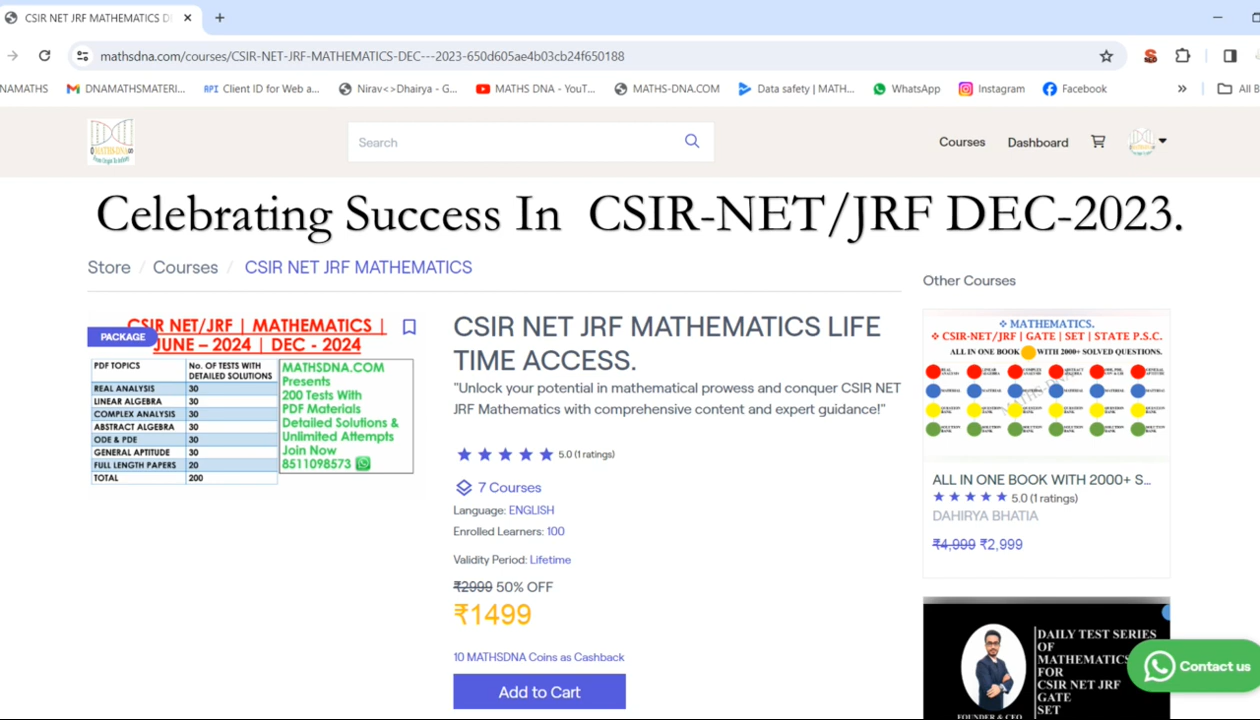 CSIR NET JRF MATHEMATICS D
mathsdna.com/courses/CSIR-NET-JRF-MATHEMATICS-DEC---2023-650d605ae4b03cb24f650188
NAMATHS
DNAMATHSMATERI...
API Client ID for Web a...
Nirav<>Dhairya - G...
MATHS DNA - YouT...
MATHS-DNA.COM
Data safety | MATH...
WhatsApp
Instagram
Facebook
»
All B
Search
Courses
Dashboard
Celebrating Success In CSIR-NET/JRF DEC-2023.
Store / Courses / CSIR NET JRF MATHEMATICS
PACKAGE
CSIR NET/JRF | MATHEMATICS |
JUNE – 2024 | DEC - 2024
PDF TOPICS No. OF TESTS WITH DETAILED SOLUTIONS
REAL ANALYSIS 30
LINEAR ALGEBRA 30
COMPLEX ANALYSIS 30
ABSTRACT ALGEBRA 30
ODE & PDE 30
GENERAL APTITUDE 30
FULL LENGTH PAPERS 20
TOTAL 200
MATHSDNA.COM
Presents
200 Tests With
PDF Materials
Detailed Solutions &
Unlimited Attempts
Join Now
8511098573
CSIR NET JRF MATHEMATICS LIFE
TIME ACCESS.
"Unlock your potential in mathematical prowess and conquer CSIR NET
JRF Mathematics with comprehensive content and expert guidance!"
5.0 (1 ratings)
7 Courses
Language: ENGLISH
Enrolled Learners: 100
Validity Period: Lifetime
₹2999 50% OFF
₹1499
10 MATHSDNA Coins as Cashback
Add to Cart
Other Courses
❖ MATHEMATICS.
❖ CSIR-NET/JRF | GATE | SET | STATE P.S.C.
ALL IN ONE BOOK WITH 2000+ SOLVED QUESTIONS.
ALL IN ONE BOOK WITH 2000+ S...
5.0 (1 ratings)
DAHIRYA BHATIA
₹4,999 ₹2,999
DAILY TEST SERIES
OF
MATHEMATICS
FOR
CSIR NET JRF
GATE
SET
FOUNDER & CEO
Contact us